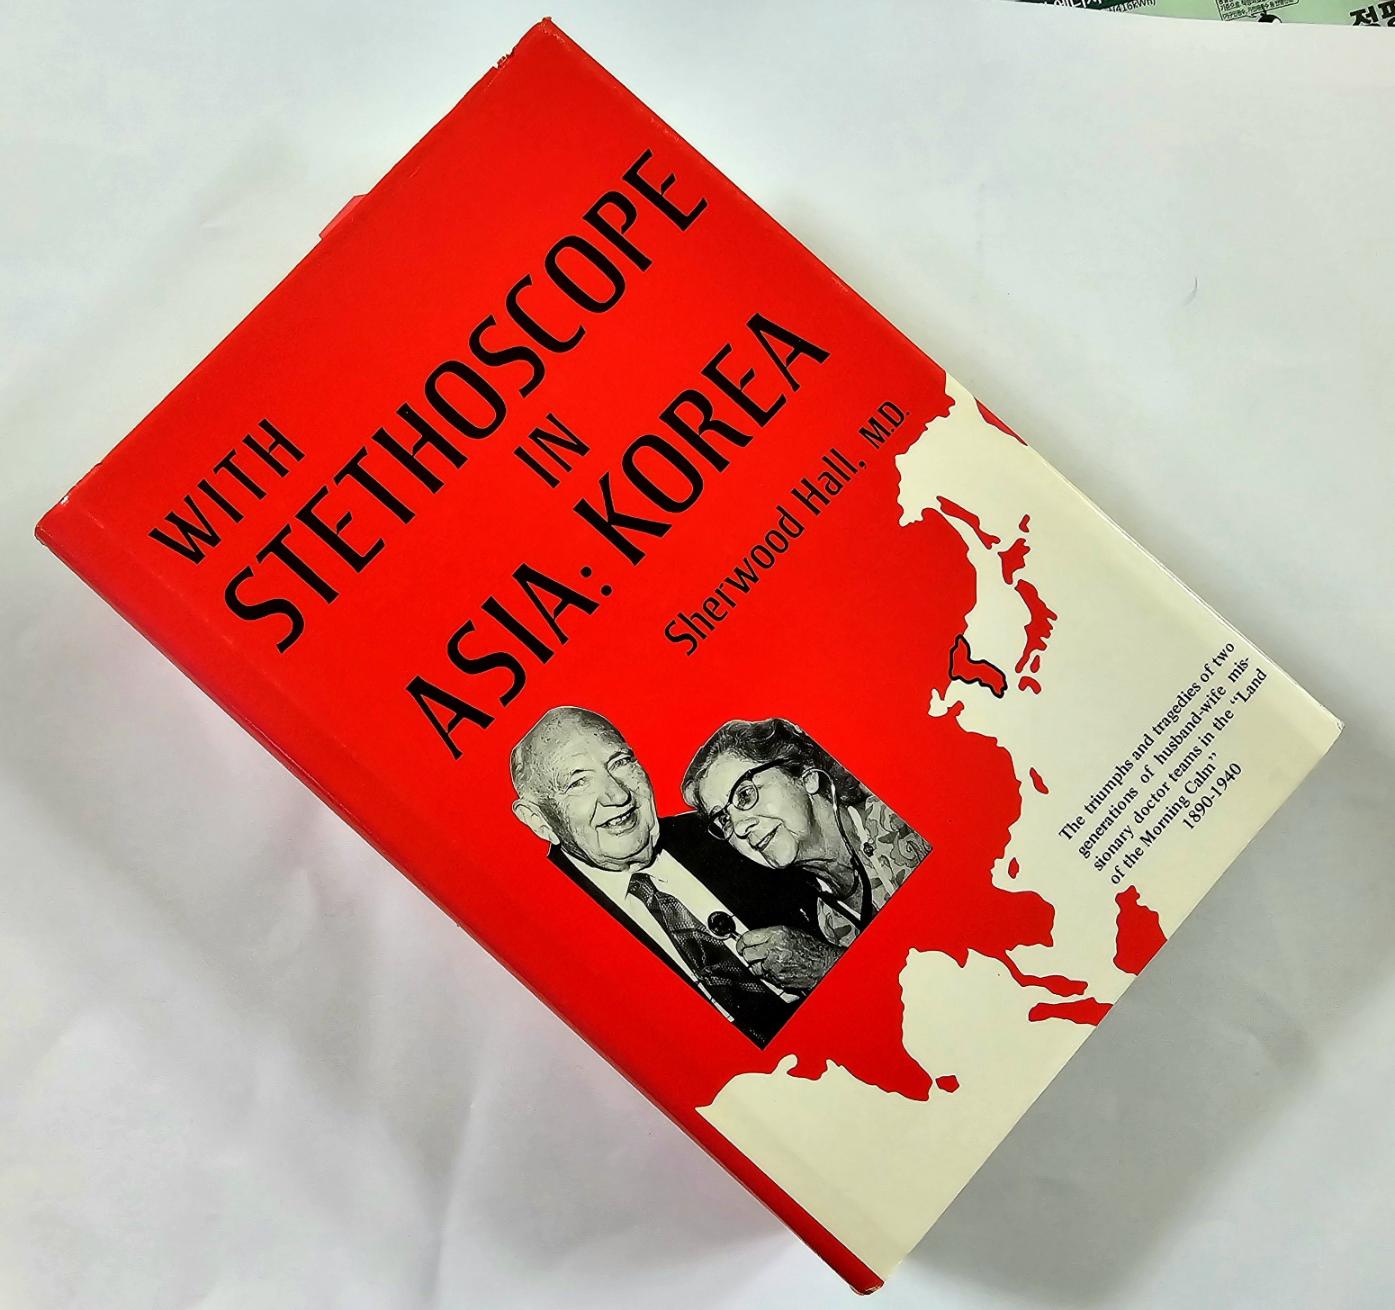 WITH
STETHOSCOPE
IN
ASIA: KOREA
Sherwood Hall, M.D.
The triumphs and tragedies of two
generations of husband-wife mis-
sionary doctor teams in the “Land
of the Morning Calm”
1890-1940